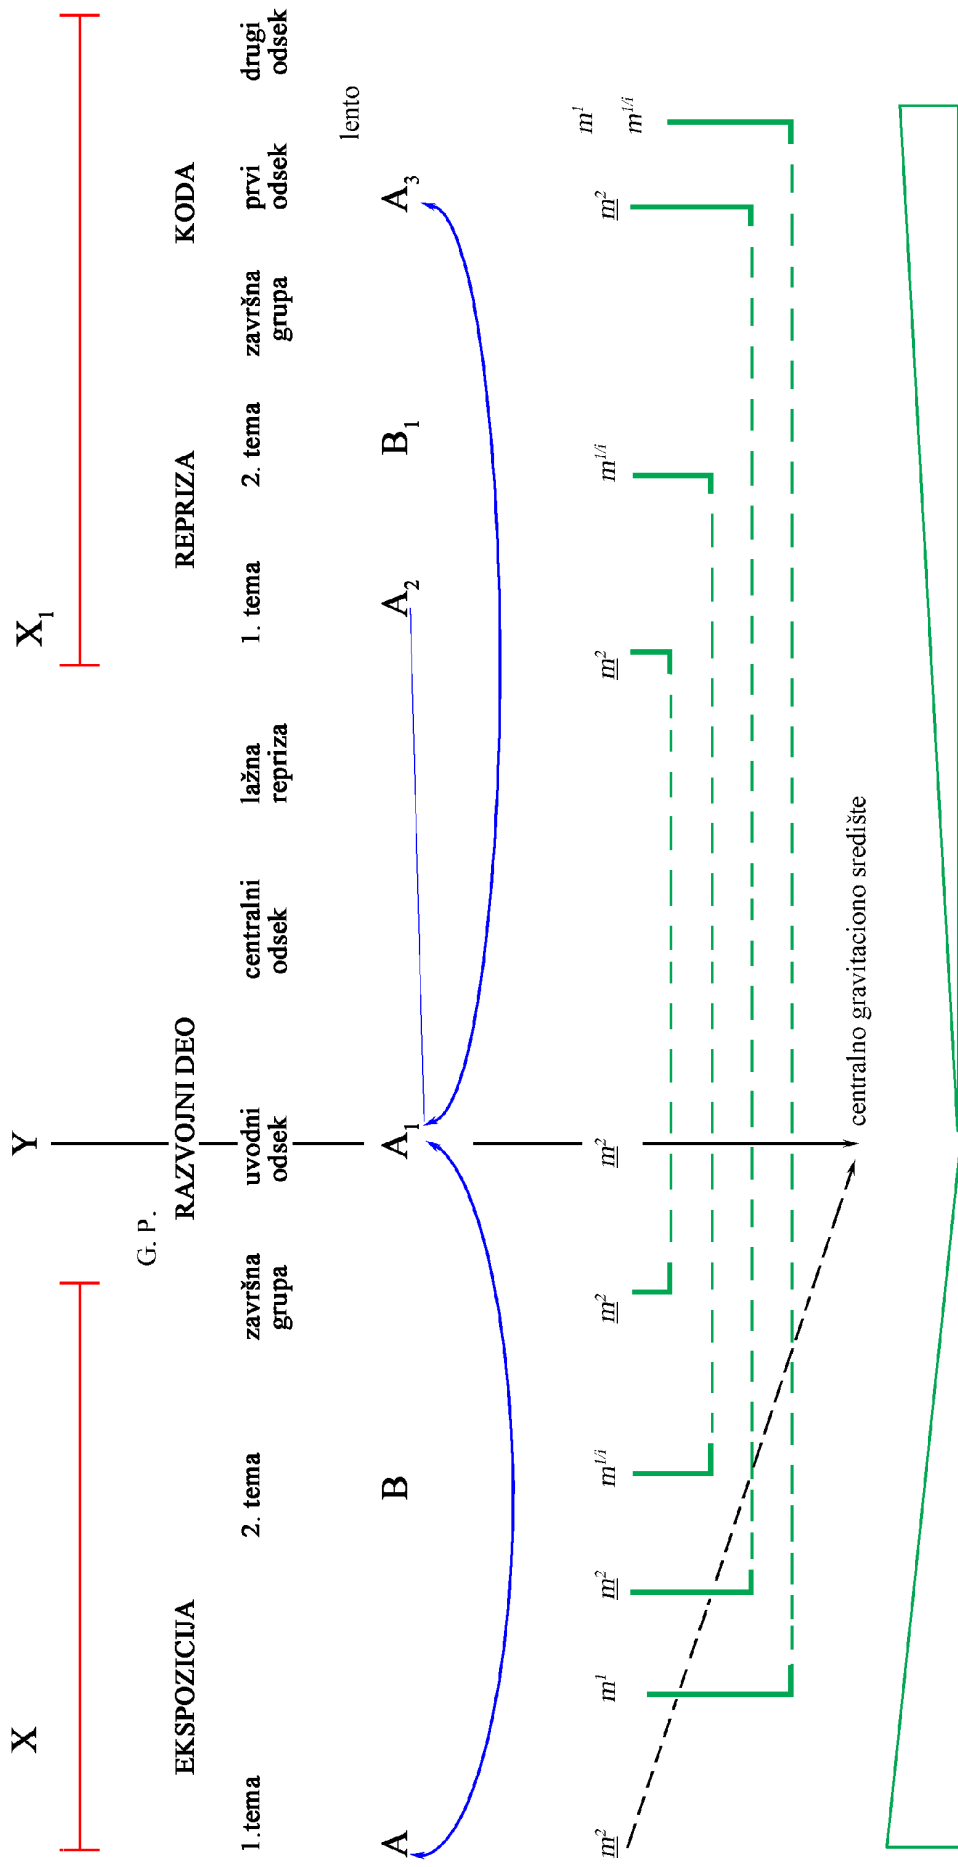 X Y X1
G. P.
EKSPOZICIJA RAZVOJNI DEO REPRIZA KODA
1.tema 2. tema završna uvodni centralni lažna 1. tema 2. tema završna prvi drugi
grupa odsek odsek repriza grupa odsek odsek
lento
A B A1 A2 B1 A3
m1
m2 m1 m2 m1/i m2 m2 m2 m1/i m2 m1/i
centralno gravitaciono središte